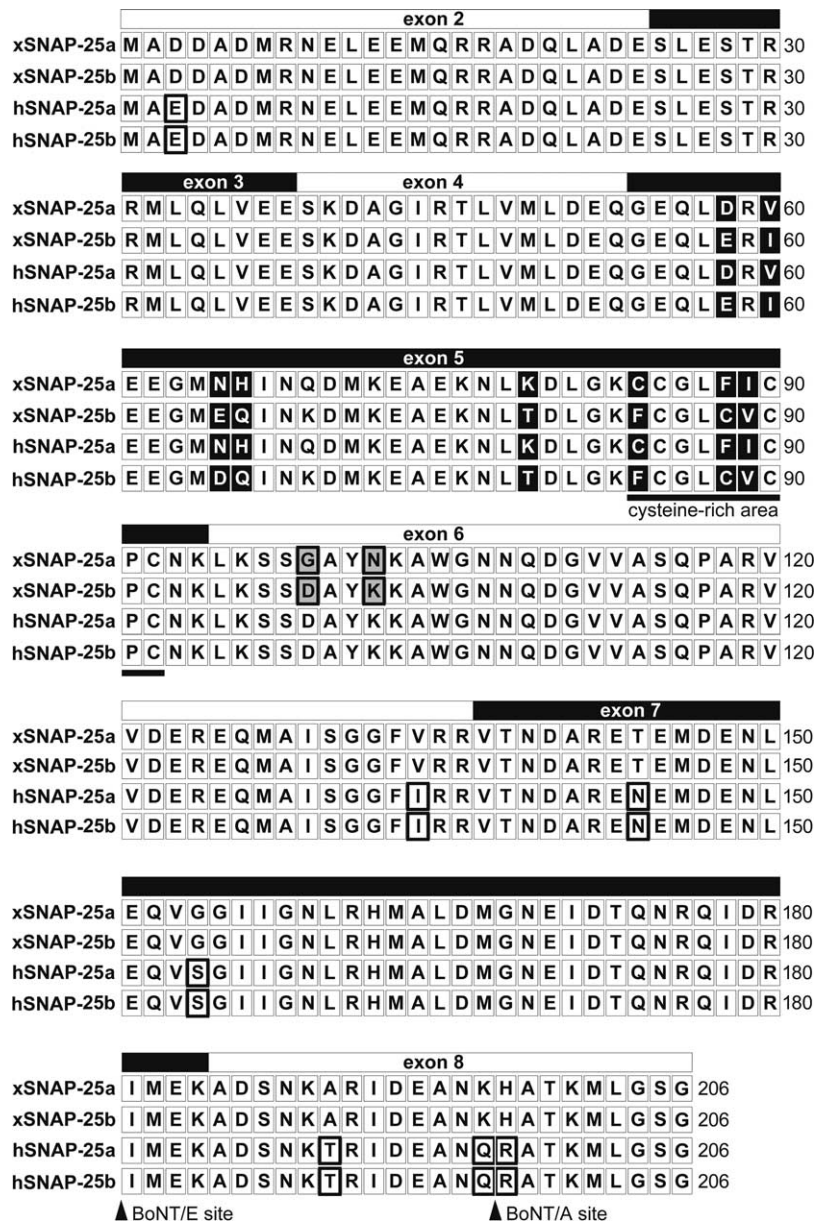 exon 2
xSNAP-25a M A D D A D M R N E L E E M Q R R A D Q L A D E S L E S T R 30
xSNAP-25b M A D D A D M R N E L E E M Q R R A D Q L A D E S L E S T R 30
hSNAP-25a M A E D A D M R N E L E E M Q R R A D Q L A D E S L E S T R 30
hSNAP-25b M A E D A D M R N E L E E M Q R R A D Q L A D E S L E S T R 30
exon 3 exon 4
xSNAP-25a R M L Q L V E E S K D A G I R T L V M L D E Q G E Q L D R V 60
xSNAP-25b R M L Q L V E E S K D A G I R T L V M L D E Q G E Q L E R I 60
hSNAP-25a R M L Q L V E E S K D A G I R T L V M L D E Q G E Q L D R V 60
hSNAP-25b R M L Q L V E E S K D A G I R T L V M L D E Q G E Q L E R I 60
exon 5
xSNAP-25a E E G M N H I N Q D M K E A E K N L K D L G K C C G L F I C 90
xSNAP-25b E E G M E Q I N K D M K E A E K N L T D L G K F C G L C V C 90
hSNAP-25a E E G M N H I N Q D M K E A E K N L K D L G K C C G L F I C 90
hSNAP-25b E E G M D Q I N K D M K E A E K N L T D L G K F C G L C V C 90
cysteine-rich area
exon 6
xSNAP-25a P C N K L K S S G A Y N K A W G N N Q D G V V A S Q P A R V 120
xSNAP-25b P C N K L K S S D A Y K K A W G N N Q D G V V A S Q P A R V 120
hSNAP-25a P C N K L K S S D A Y K K A W G N N Q D G V V A S Q P A R V 120
hSNAP-25b P C N K L K S S D A Y K K A W G N N Q D G V V A S Q P A R V 120
exon 7
xSNAP-25a V D E R E Q M A I S G G F V R R V T N D A R E T E M D E N L 150
xSNAP-25b V D E R E Q M A I S G G F V R R V T N D A R E T E M D E N L 150
hSNAP-25a V D E R E Q M A I S G G F I R R V T N D A R E N E M D E N L 150
hSNAP-25b V D E R E Q M A I S G G F I R R V T N D A R E N E M D E N L 150
xSNAP-25a E Q V G G I I G N L R H M A L D M G N E I D T Q N R Q I D R 180
xSNAP-25b E Q V G G I I G N L R H M A L D M G N E I D T Q N R Q I D R 180
hSNAP-25a E Q V S G I I G N L R H M A L D M G N E I D T Q N R Q I D R 180
hSNAP-25b E Q V S G I I G N L R H M A L D M G N E I D T Q N R Q I D R 180
exon 8
xSNAP-25a I M E K A D S N K A R I D E A N K H A T K M L G S G 206
xSNAP-25b I M E K A D S N K A R I D E A N K H A T K M L G S G 206
hSNAP-25a I M E K A D S N K T R I D E A N Q R A T K M L G S G 206
hSNAP-25b I M E K A D S N K T R I D E A N Q R A T K M L G S G 206
BoNT/E site BoNT/A site